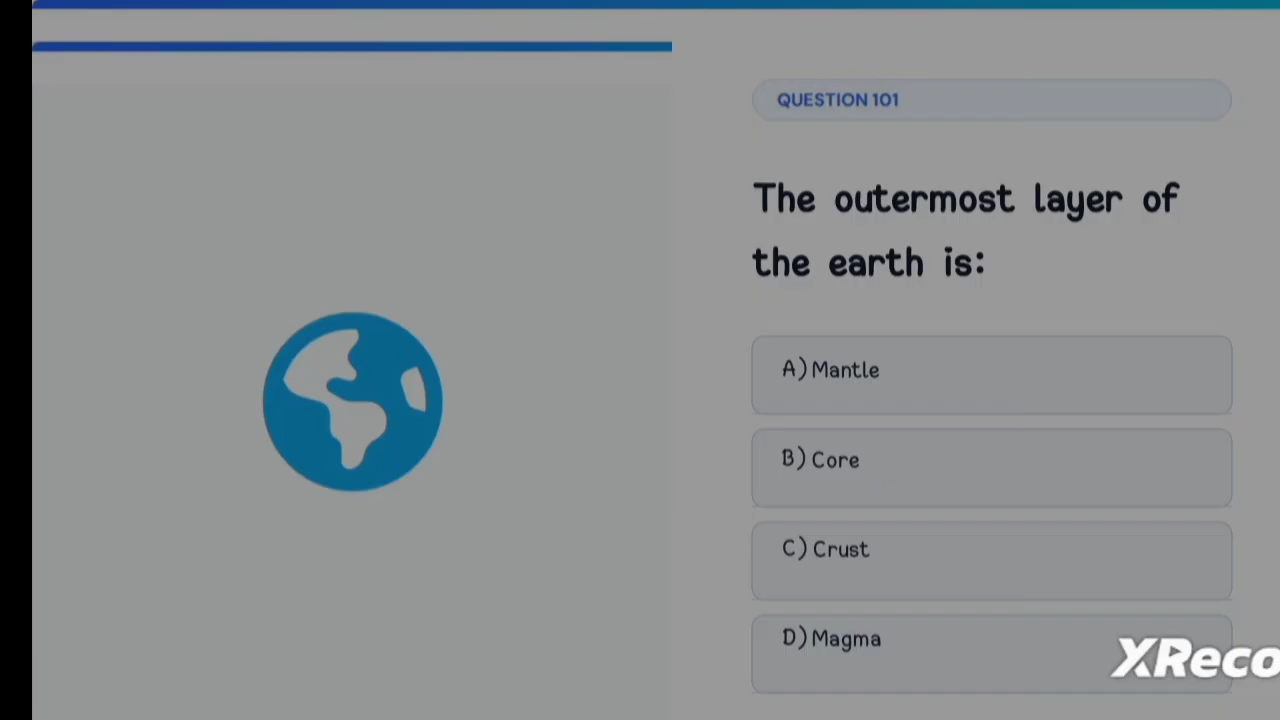 QUESTION 101
The outermost layer of
the earth is:
A) Mantle
B) Core
C) Crust
D) Magma
XReco